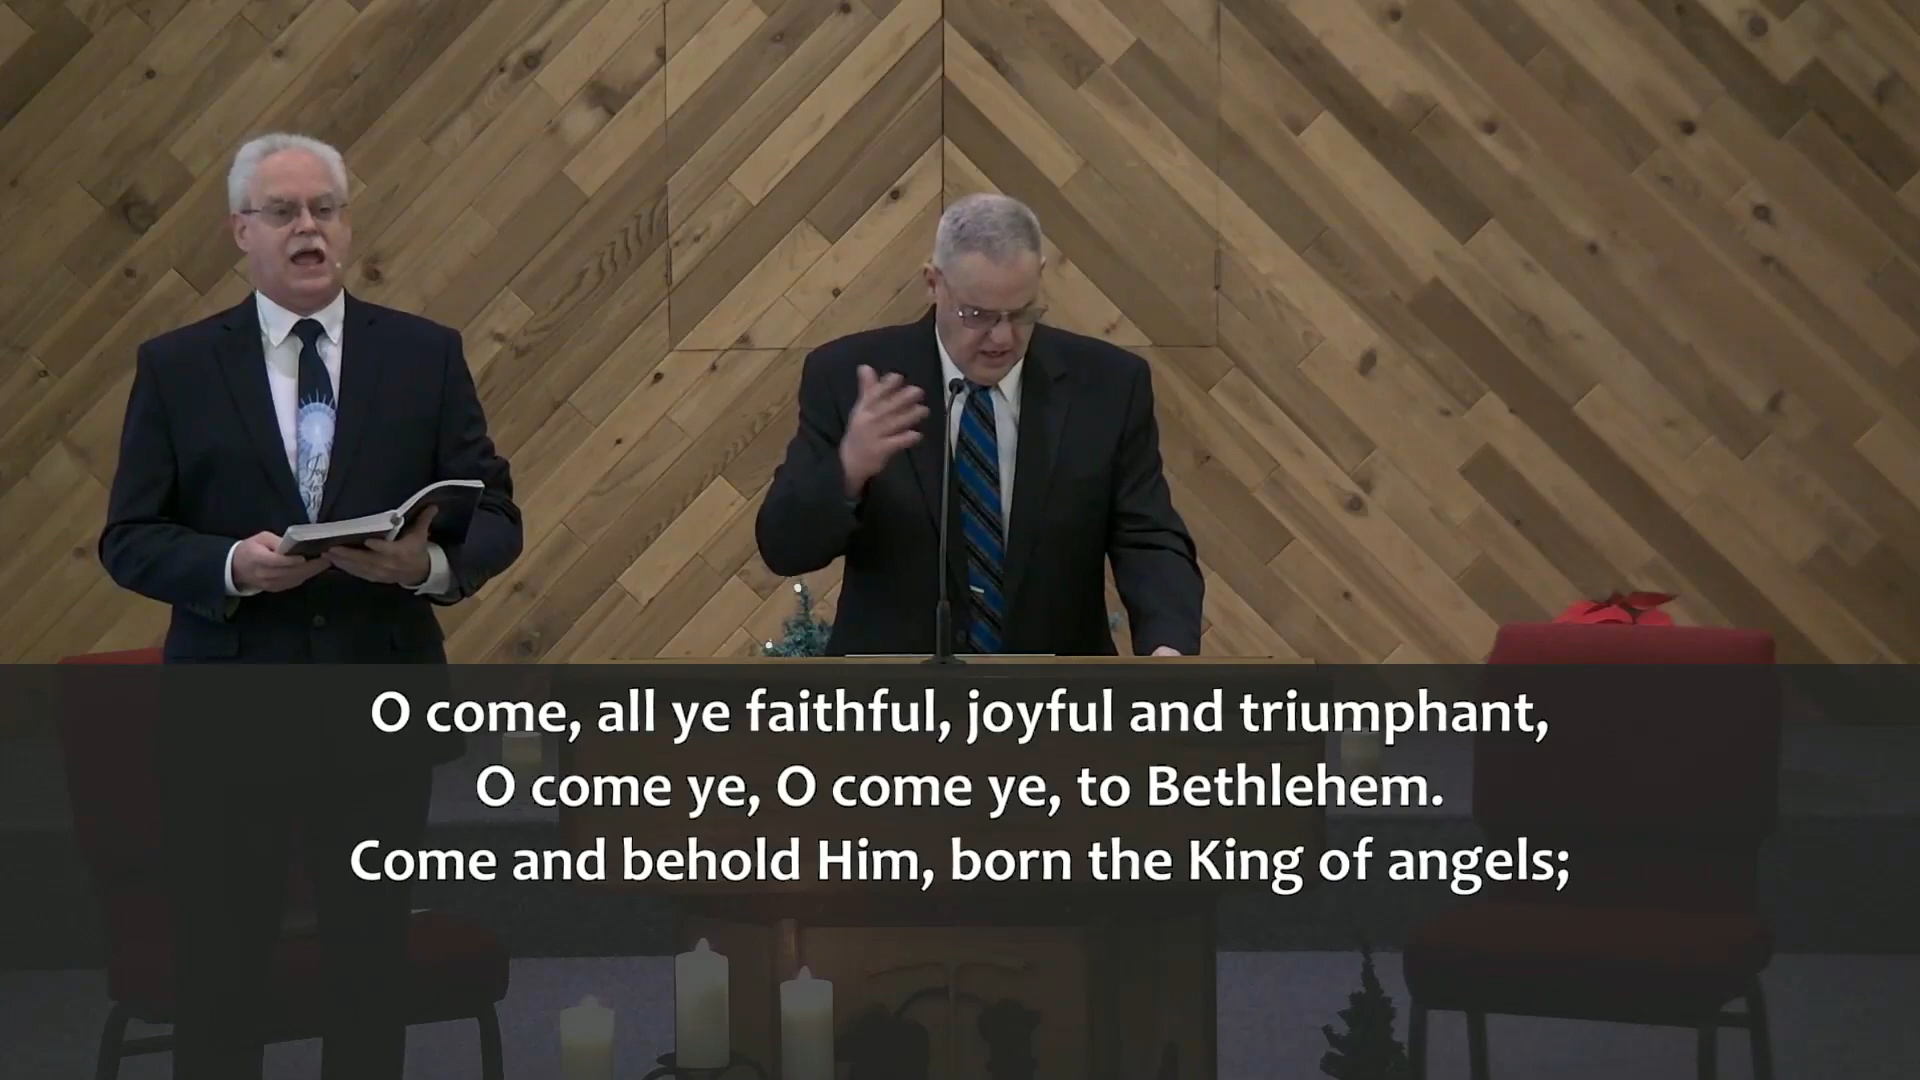 O come, all ye faithful, joyful and triumphant,
O come ye, O come ye, to Bethlehem.
Come and behold Him, born the King of angels;
Joy